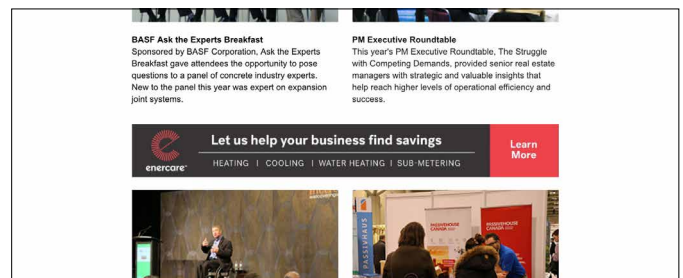 BASF Ask the Experts Breakfast
Sponsored by BASF Corporation, Ask the Experts
Breakfast gave attendees the opportunity to pose
questions to a panel of concrete industry experts.
New to the panel this year was expert on expansion
joint systems.
PM Executive Roundtable
This year's PM Executive Roundtable, The Struggle
with Competing Demands, provided senior real estate
managers with strategic and valuable insights that
help reach higher levels of operational efficiency and
success.
enercare
Let us help your business find savings
HEATING | COOLING | WATER HEATING | SUB-METERING
Learn
More
PASSIVHAUS
PASSIVEHOUSE
CANADA
PASSIVEHOUSE
CANADA